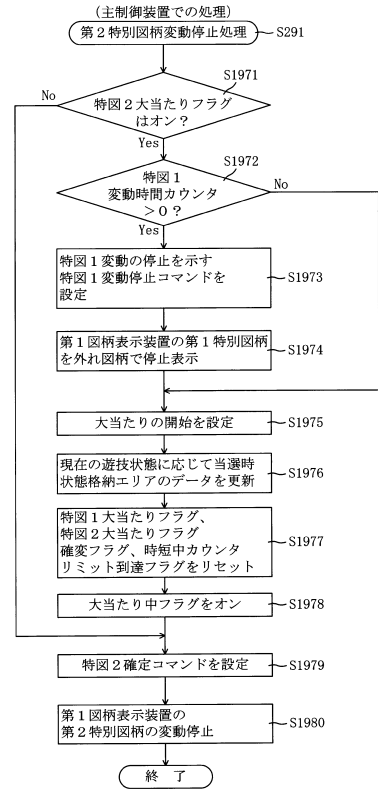 (主制御装置での処理)
第２特別図柄変動停止処理
S291
S1971
特図２大当たりフラグ
はオン？
No
Yes
S1972
特図１
変動時間カウンタ
＞０？
No
Yes
特図１変動の停止を示す
特図１変動停止コマンドを
設定
S1973
第１図柄表示装置の第１特別図柄
を外れ図柄で停止表示
S1974
大当たりの開始を設定
S1975
現在の遊技状態に応じて当選時
状態格納エリアのデータを更新
S1976
特図１大当たりフラグ、
特図２大当たりフラグ
確変フラグ、時短中カウンタ
リミット到達フラグをリセット
S1977
大当たり中フラグをオン
S1978
特図２確定コマンドを設定
S1979
第１図柄表示装置の
第２特別図柄の変動停止
S1980
終 了